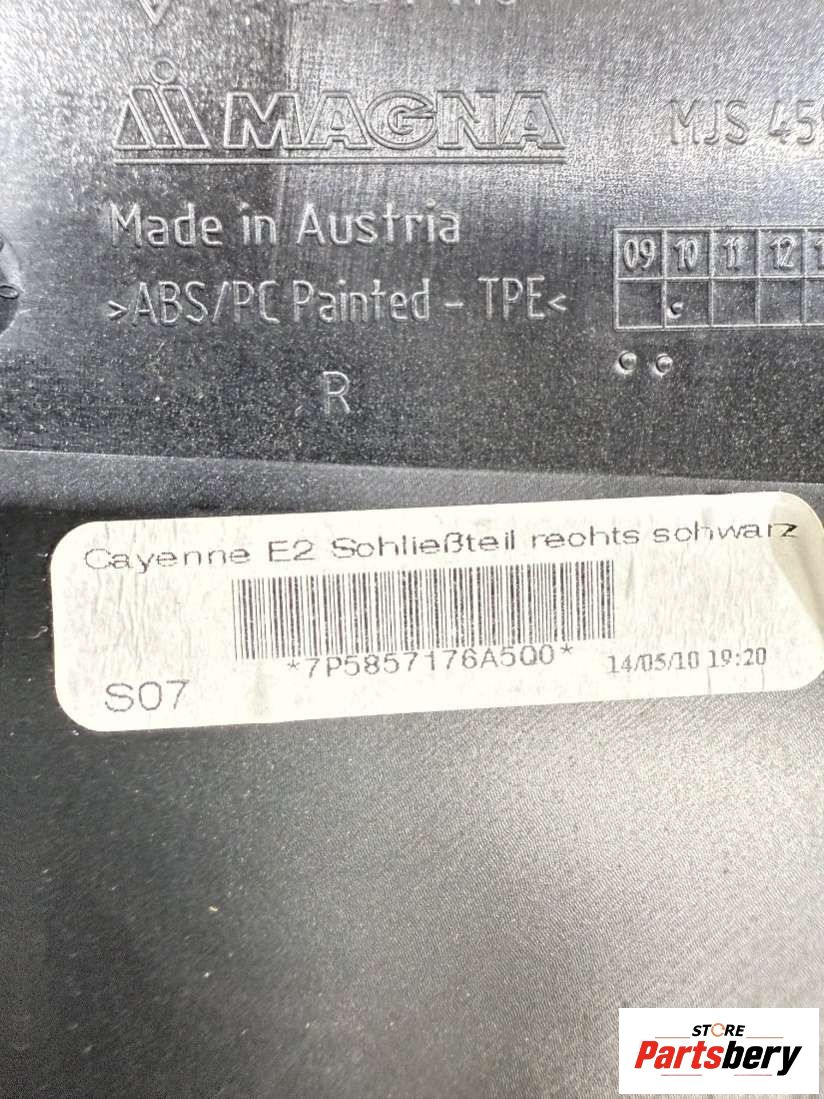 MAGNA
MJS 459
Made in Austria
09 10 11 12
>ABS/PC Painted - TPE<
R
Cayenne E2 Schließteil rechts schwarz
*7P5857176A5Q0*
14/05/10 19:20
S07
STORE
Partsbery